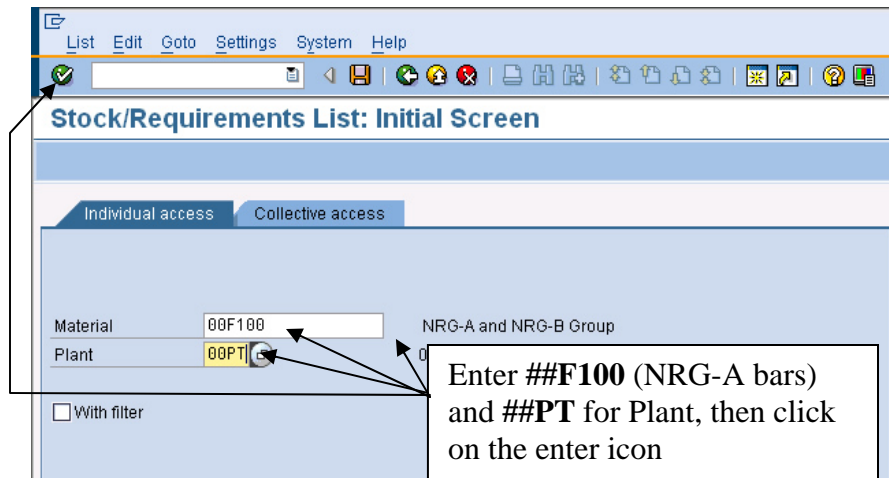 List Edit Goto Settings System Help
Stock/Requirements List: Initial Screen
Individual access Collective access
Material 00F100 NRG-A and NRG-B Group
Plant 00PT 0
With filter
Enter ##F100 (NRG-A bars)
and ##PT for Plant, then click
on the enter icon